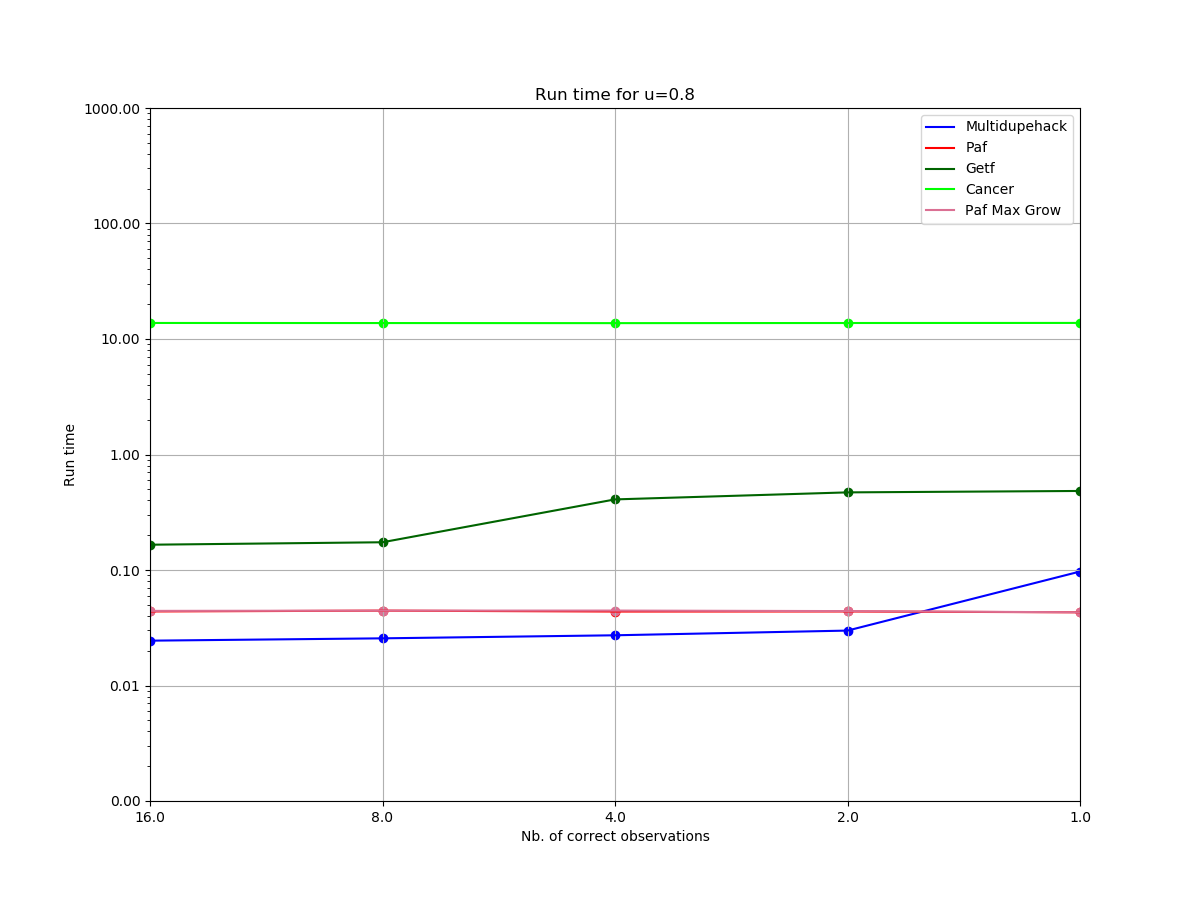 Run time for u=0.8
1000.00
100.00
10.00
1.00
0.10
0.01
0.00
Run time
Multidupehack
Paf
Getf
Cancer
Paf Max Grow
16.0 8.0 4.0 2.0 1.0
Nb. of correct observations